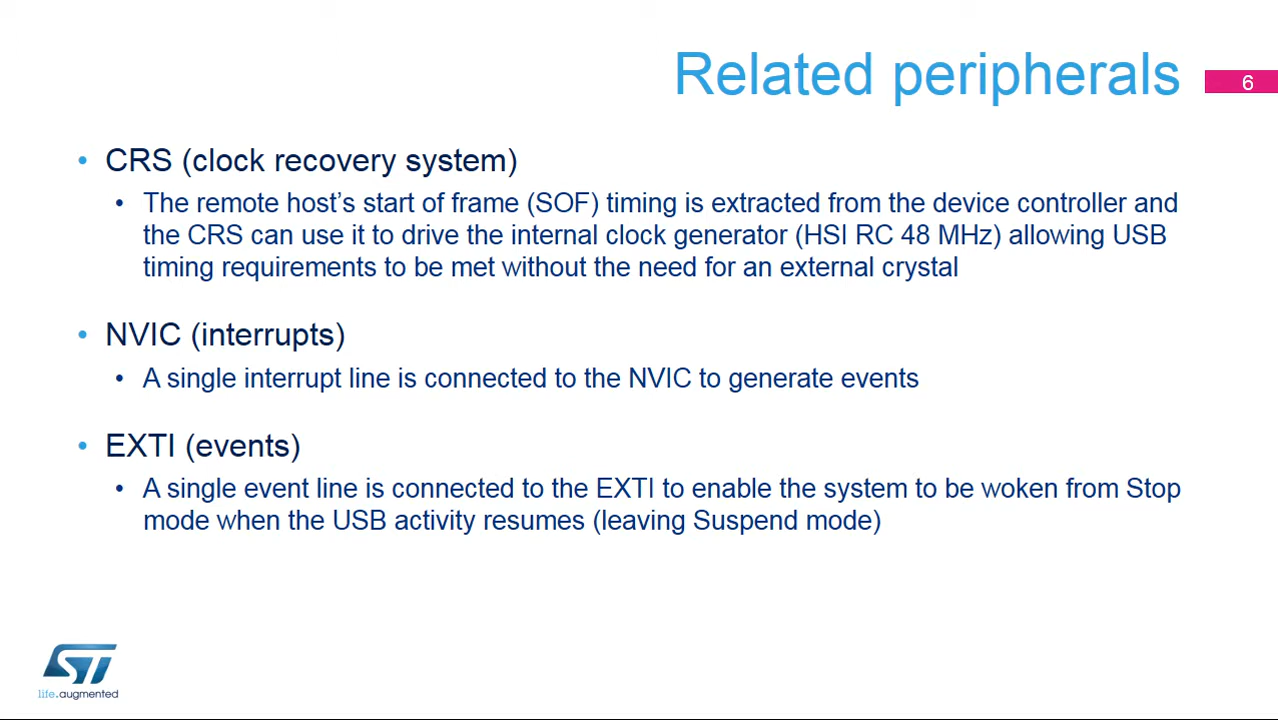 Related peripherals
6
• CRS (clock recovery system)
• The remote host’s start of frame (SOF) timing is extracted from the device controller and
the CRS can use it to drive the internal clock generator (HSI RC 48 MHz) allowing USB
timing requirements to be met without the need for an external crystal
• NVIC (interrupts)
• A single interrupt line is connected to the NVIC to generate events
• EXTI (events)
• A single event line is connected to the EXTI to enable the system to be woken from Stop
mode when the USB activity resumes (leaving Suspend mode)
ST
life.augmented